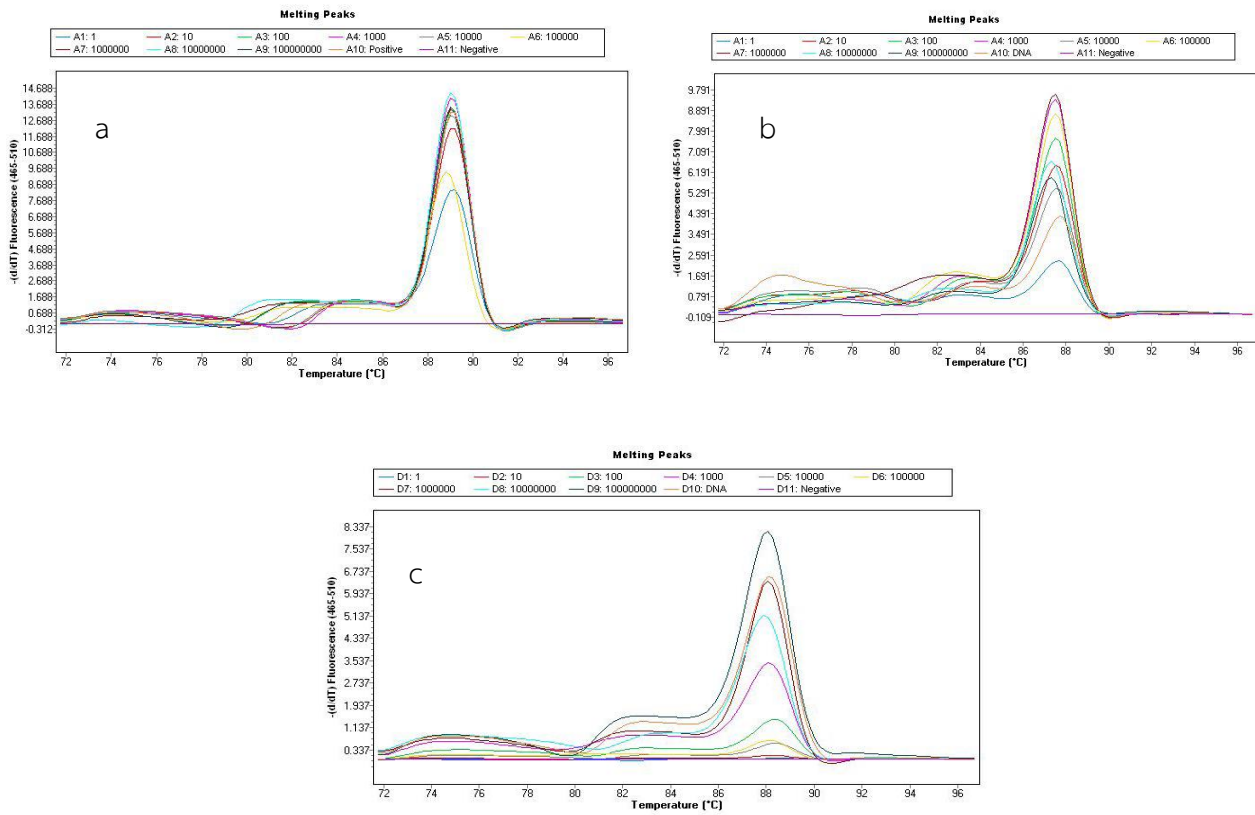 Melting Peaks
A1: 1 A2: 10 A3: 100 A4: 1000 A5: 10000 A6: 100000
A7: 1000000 A8: 10000000 A9: 100000000 A10: Positive A11: Negative
a
-(d/dT) Fluorescence (465-510)
14.688
13.688
12.688
11.688
10.688
9.688
8.688
7.688
6.688
5.688
4.688
3.688
2.688
1.688
0.688
-0.312
72 74 76 78 80 82 84 86 88 90 92 94 96
Temperature (°C)
Melting Peaks
A1: 1 A2: 10 A3: 100 A4: 1000 A5: 10000 A6: 100000
A7: 1000000 A8: 10000000 A9: 100000000 A10: DNA A11: Negative
b
-(d/dT) Fluorescence (465-510)
9.791
8.891
7.991
7.091
6.191
5.291
4.391
3.491
2.591
1.691
0.791
-0.109
72 74 76 78 80 82 84 86 88 90 92 94 96
Temperature (°C)
Melting Peaks
D1: 1 D2: 10 D3: 100 D4: 1000 D5: 10000 D6: 100000
D7: 1000000 D8: 10000000 D9: 100000000 D10: DNA D11: Negative
c
-(d/dT) Fluorescence (465-510)
8.337
7.537
6.737
5.937
5.137
4.337
3.537
2.737
1.937
1.137
0.337
72 74 76 78 80 82 84 86 88 90 92 94 96
Temperature (°C)